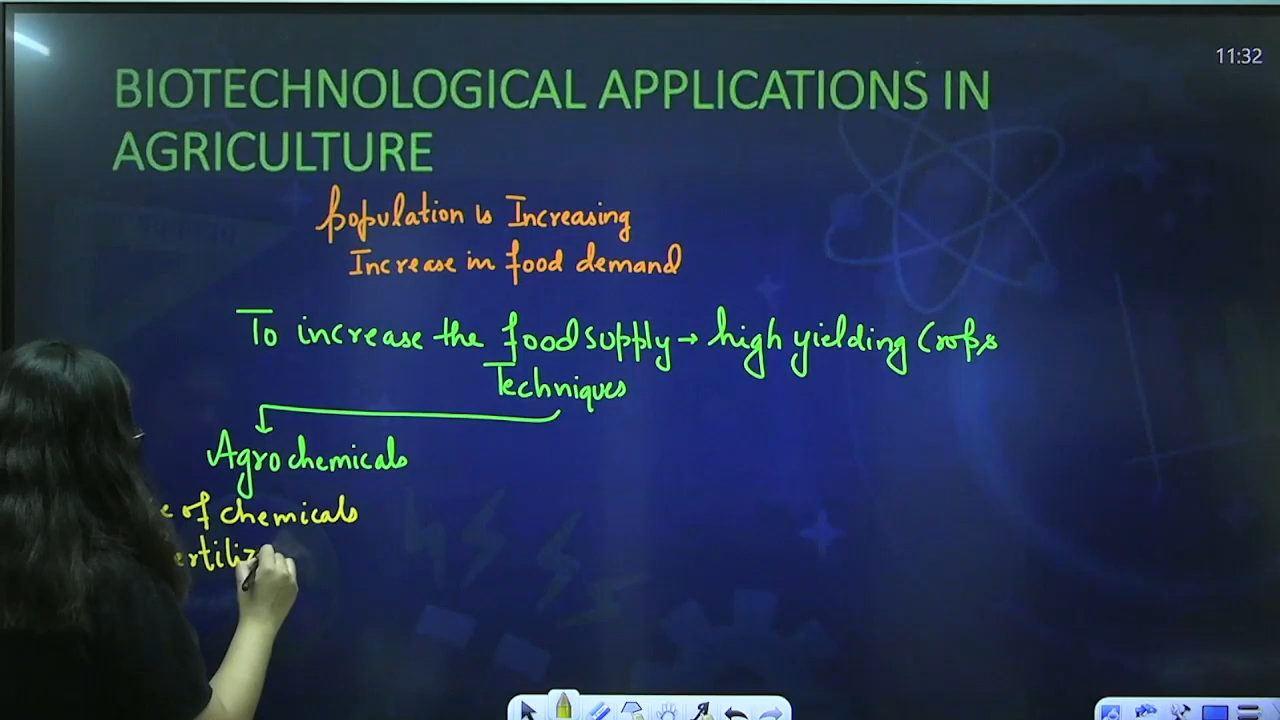 11:32
BIOTECHNOLOGICAL APPLICATIONS IN
AGRICULTURE
population is Increasing
Increase in food demand
To increase the food supply → high yielding Crops
Techniques
Agrochemicals
of chemicals